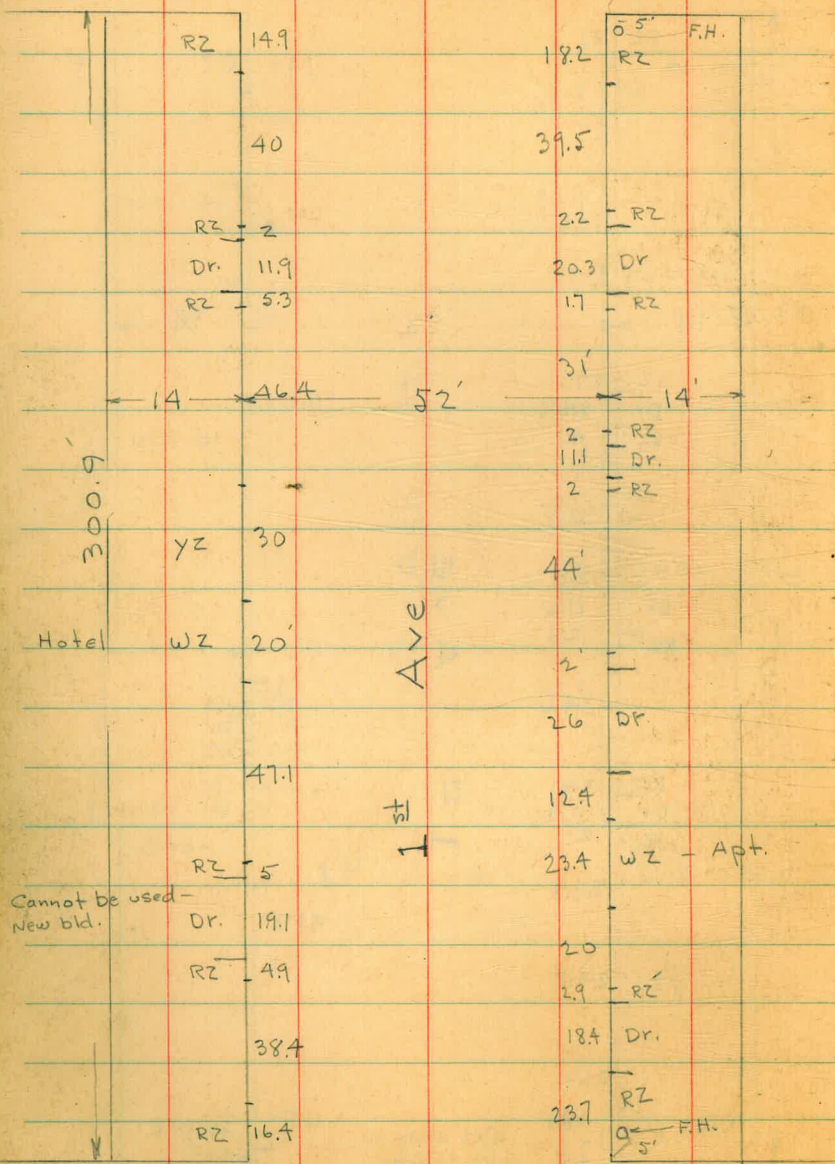 RZ 14.9
18.2 5' F.H.
RZ
40
39.5
RZ 2
2.2 RZ
Dr. 11.9
20.3 Dr
RZ 5.3
1.7 RZ
31'
14 46.4 52' 14'
2 RZ
11.1 Dr.
2 RZ
300.9'
YZ 30
44'
Hotel WZ 20'
2'
26 Dr.
47.1
12.4
1st Ave
RZ 5
23.4 WZ - Apt.
Cannot be used -
New bld.
Dr. 19.1
20
RZ 4.9
2.9 RZ
18.4 Dr.
38.4
23.7 RZ
RZ 16.4
F.H.
5'